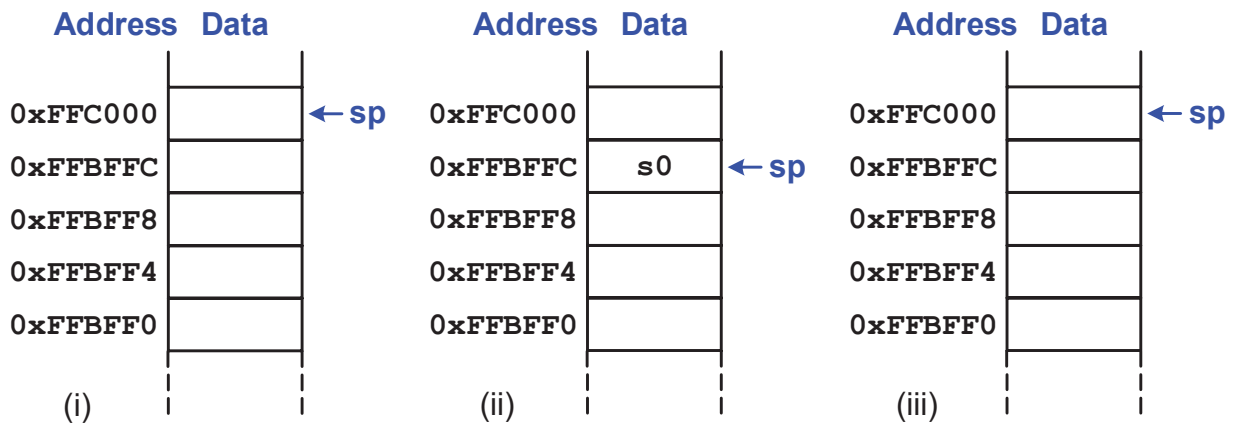 Address Data
0xFFC000 ← sp
0xFFBFFC
0xFFBFF8
0xFFBFF4
0xFFBFF0
(i)
Address Data
0xFFC000
0xFFBFFC s0 ← sp
0xFFBFF8
0xFFBFF4
0xFFBFF0
(ii)
Address Data
0xFFC000 ← sp
0xFFBFFC
0xFFBFF8
0xFFBFF4
0xFFBFF0
(iii)